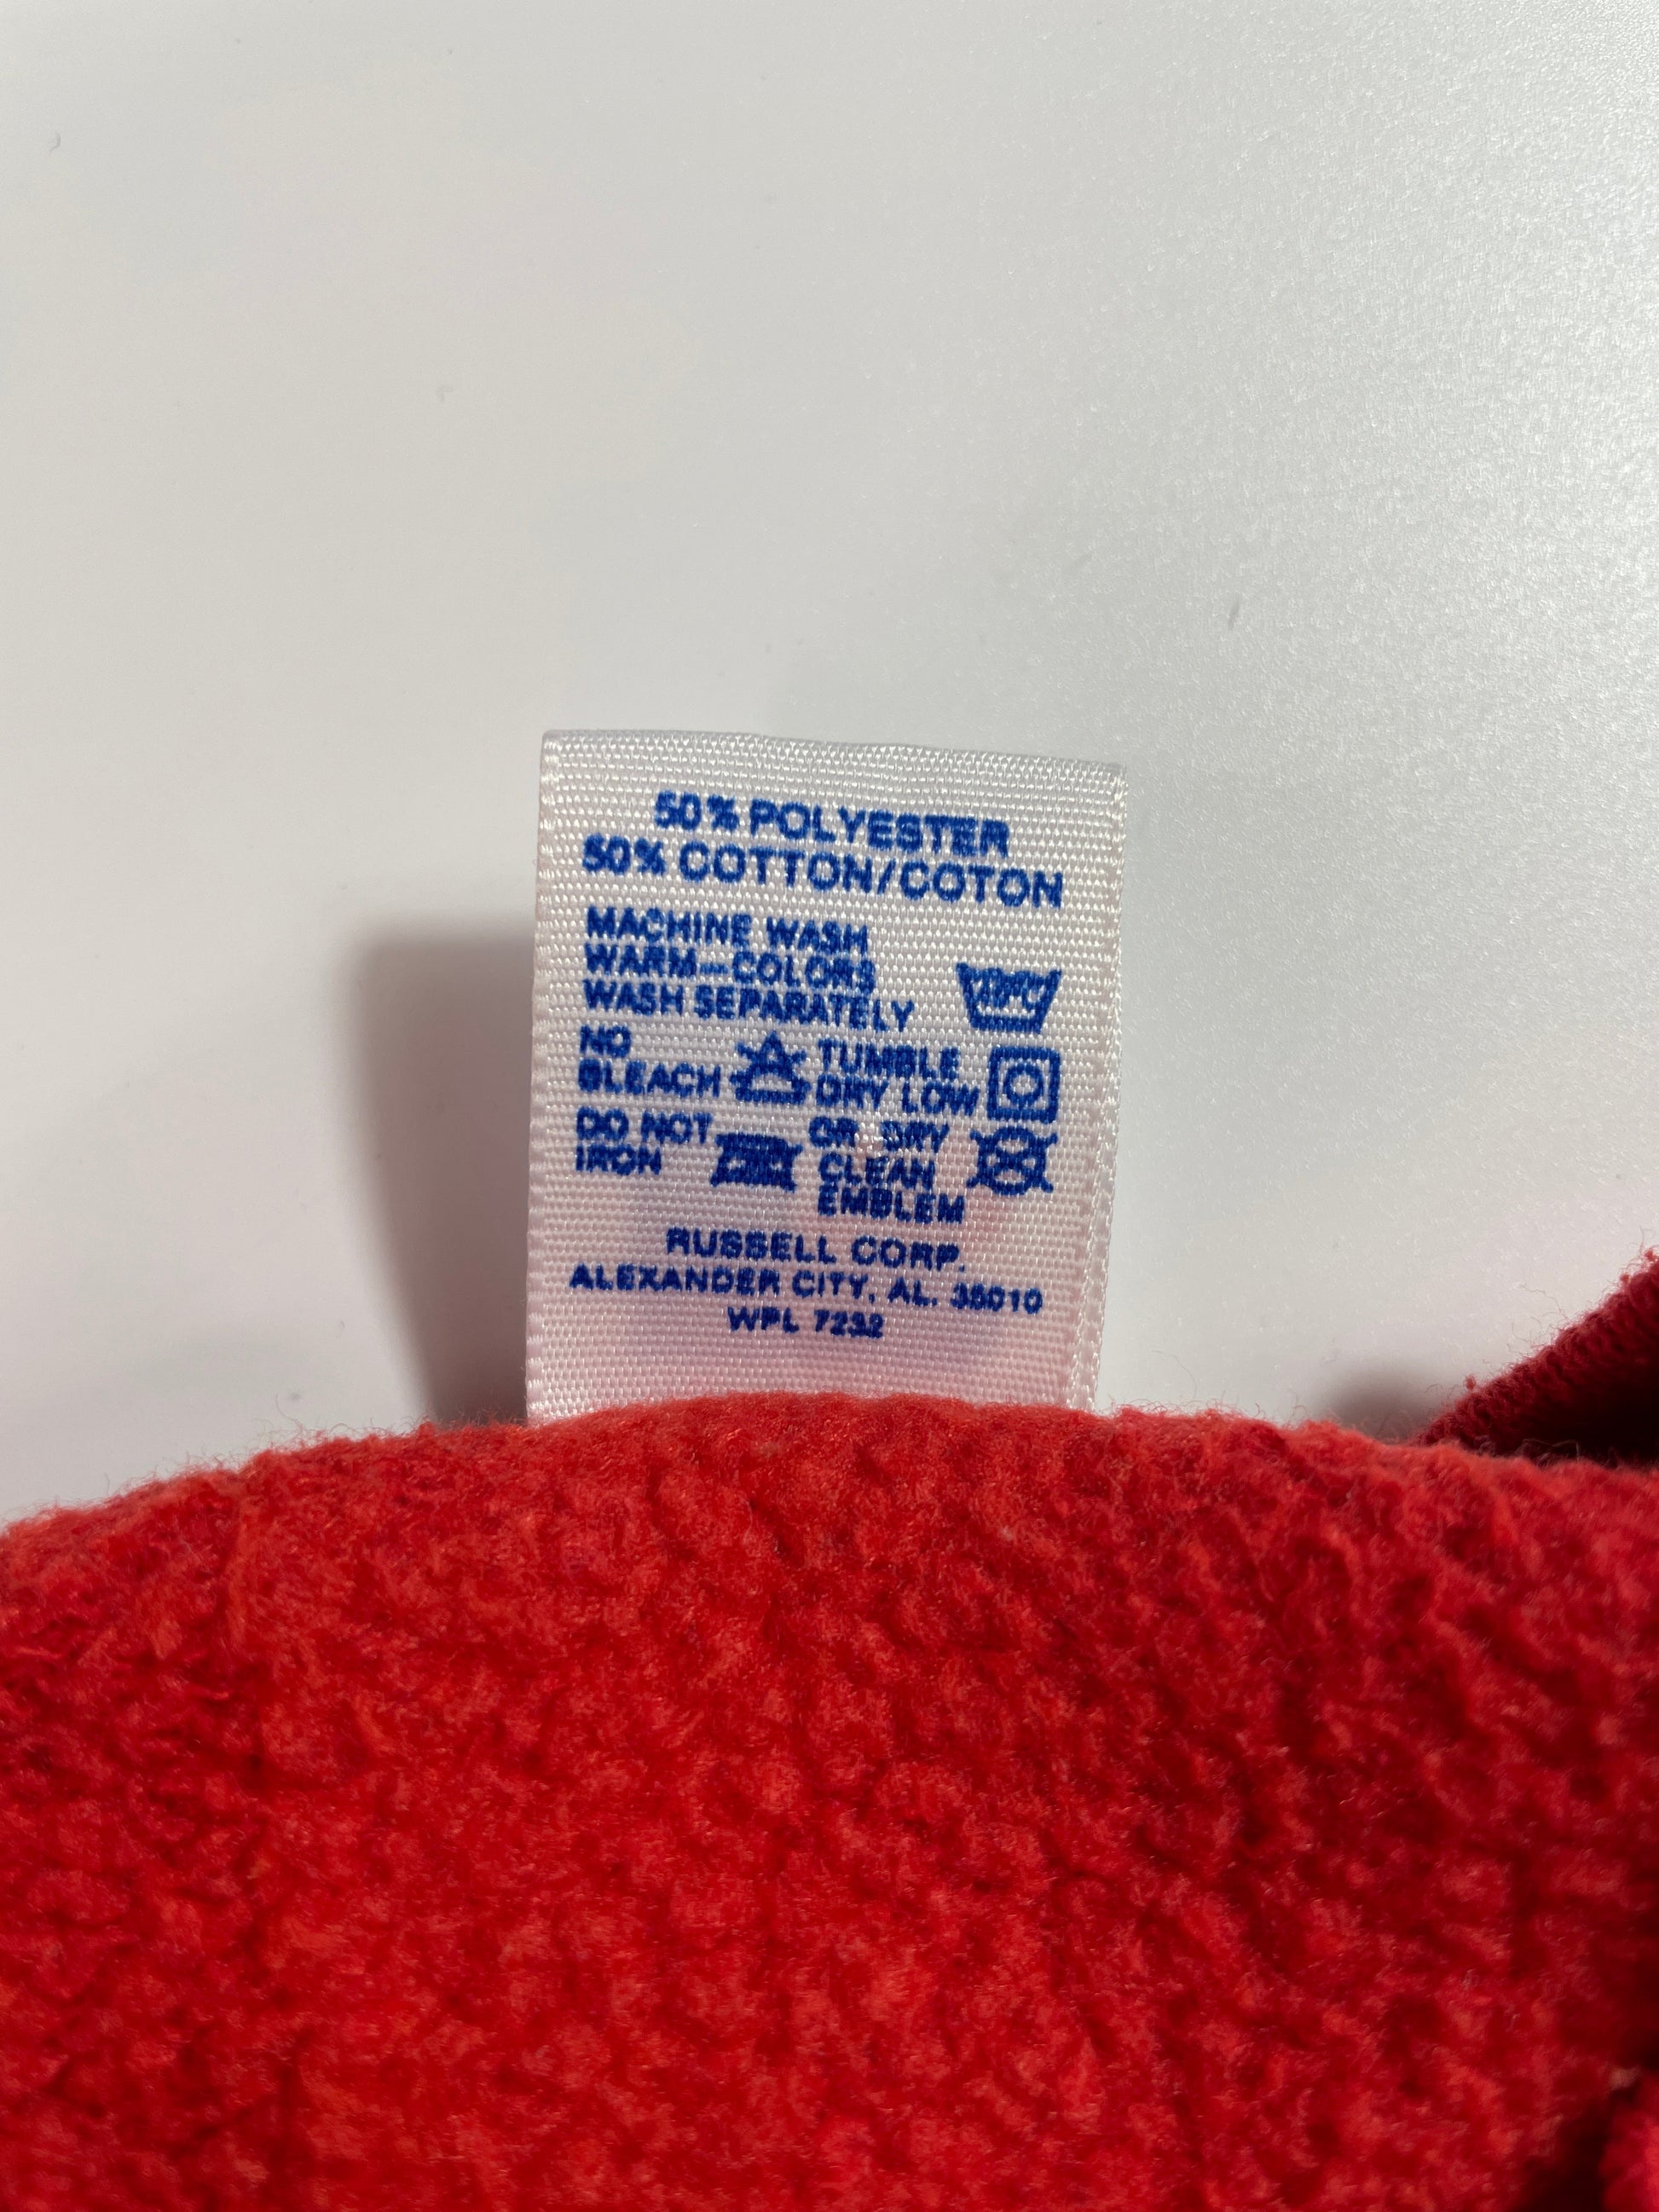 50% POLYESTER
50% COTTON/COTON
MACHINE WASH
WARM—COLORS
WASH SEPARATELY
NO
BLEACH
TUMBLE
DRY LOW
DO NOT
IRON
OR DRY
CLEAN
EMBLEM
RUSSELL CORP.
ALEXANDER CITY, AL. 35010
WPL 7232